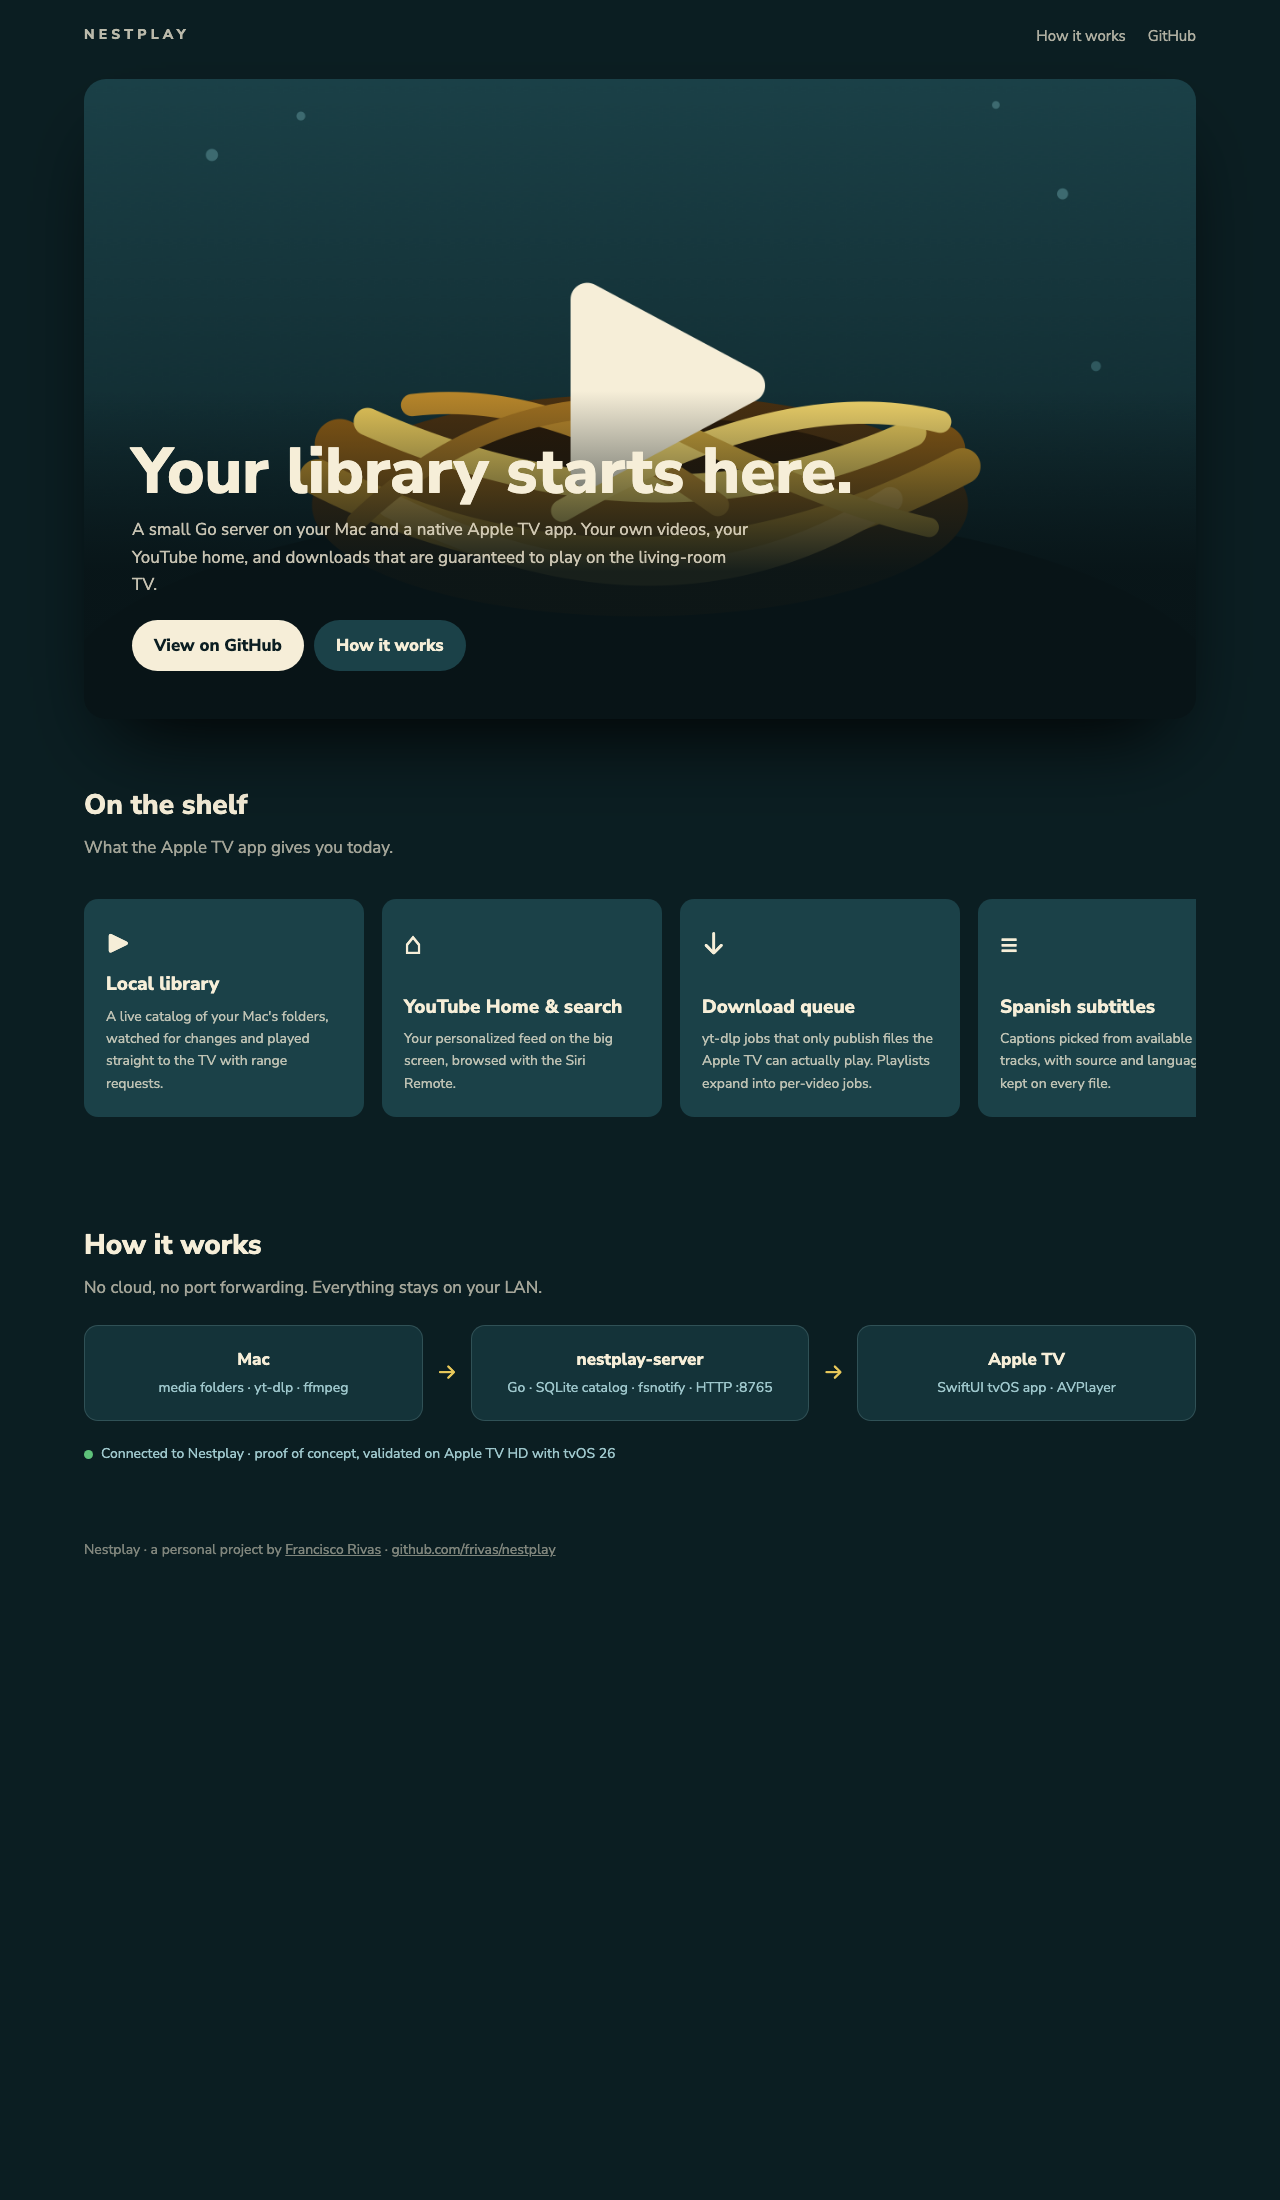 NESTPLAY
How it works GitHub
Your library starts here.
A small Go server on your Mac and a native Apple TV app. Your own videos, your
YouTube home, and downloads that are guaranteed to play on the living-room
TV.
View on GitHub How it works
On the shelf
What the Apple TV app gives you today.
Local library
A live catalog of your Mac's folders,
watched for changes and played
straight to the TV with range
requests.
YouTube Home & search
Your personalized feed on the big
screen, browsed with the Siri
Remote.
Download queue
yt-dlp jobs that only publish files the
Apple TV can actually play. Playlists
expand into per-video jobs.
Spanish subtitles
Captions picked from available
tracks, with source and languag
kept on every file.
How it works
No cloud, no port forwarding. Everything stays on your LAN.
Mac
media folders · yt-dlp · ffmpeg
→
nestplay-server
Go · SQLite catalog · fsnotify · HTTP :8765
→
Apple TV
SwiftUI tvOS app · AVPlayer
Connected to Nestplay · proof of concept, validated on Apple TV HD with tvOS 26
Nestplay · a personal project by Francisco Rivas · github.com/frivas/nestplay